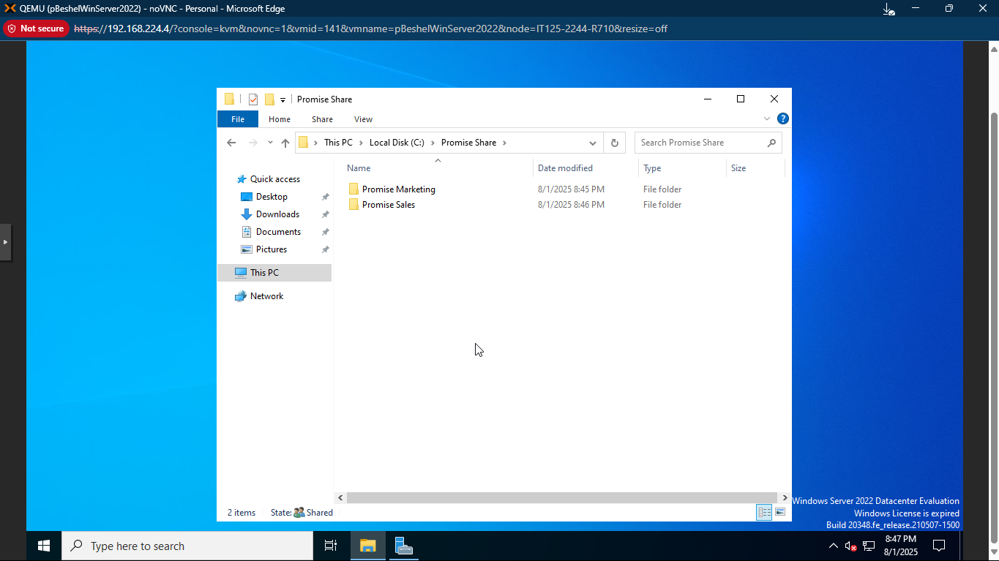 QEMU (pBeshelWinServer2022) - noVNC - Personal - Microsoft Edge
Not secure https://192.168.224.4/?console=kvm&novnc=1&vmid=141&vmname=pBeshelWinServer2022&node=IT125-2244-R710&resize=off
Promise Share
File Home Share View
This PC Local Disk (C:) Promise Share
Search Promise Share
Name Date modified Type Size
Quick access
Desktop
Downloads
Documents
Pictures
This PC
Network
Promise Marketing 8/1/2025 8:45 PM File folder
Promise Sales 8/1/2025 8:46 PM File folder
2 items State: Shared
Windows Server 2022 Datacenter Evaluation
Windows License is expired
Build 20348.fe_release.210507-1500
Type here to search
8:47 PM
8/1/2025